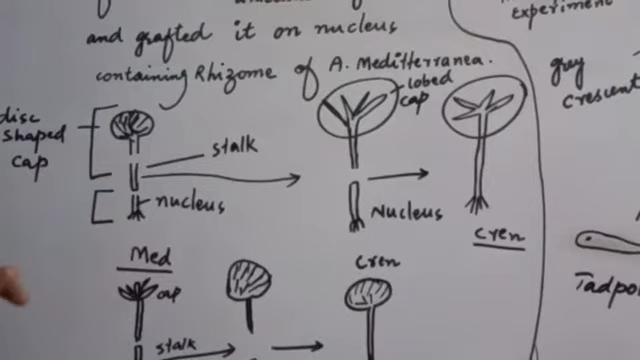 and grafted it on nucleus
containing Rhizome of A. Mediterranea.
disc
shaped
cap
stalk
nucleus
lobed
cap
Nucleus
cren
Med
cap
stalk
Cren
experiment
grey
crescent
Tadpo